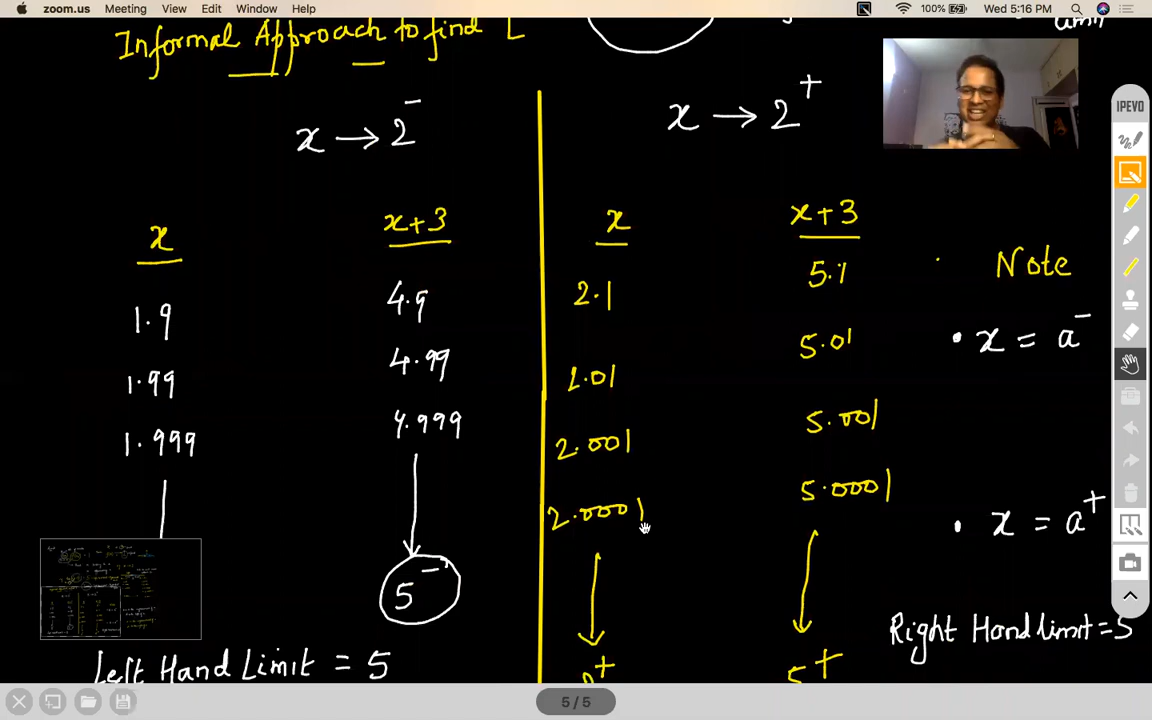 zoom.us Meeting View Edit Window Help
100% Wed 5:16 PM
Informal Approach to find L
limit
x → 2⁻
x → 2⁺
x
x+3
x
x+3
1.9
4.9
2.1
5.1
1.99
4.99
2.01
5.01
1.999
4.999
2.001
5.001
2.0001
5.0001
5⁻
2⁺
5⁺
Left Hand Limit = 5
Note
• x = a⁻
• x = a⁺
Right Hand limit = 5
IPEVO
5 / 5